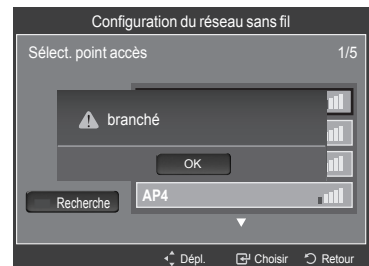 Configuration du réseau sans fil
Sélect. point accès 1/5
branché
OK
Recherche
AP4
Dépl. Choisir Retour